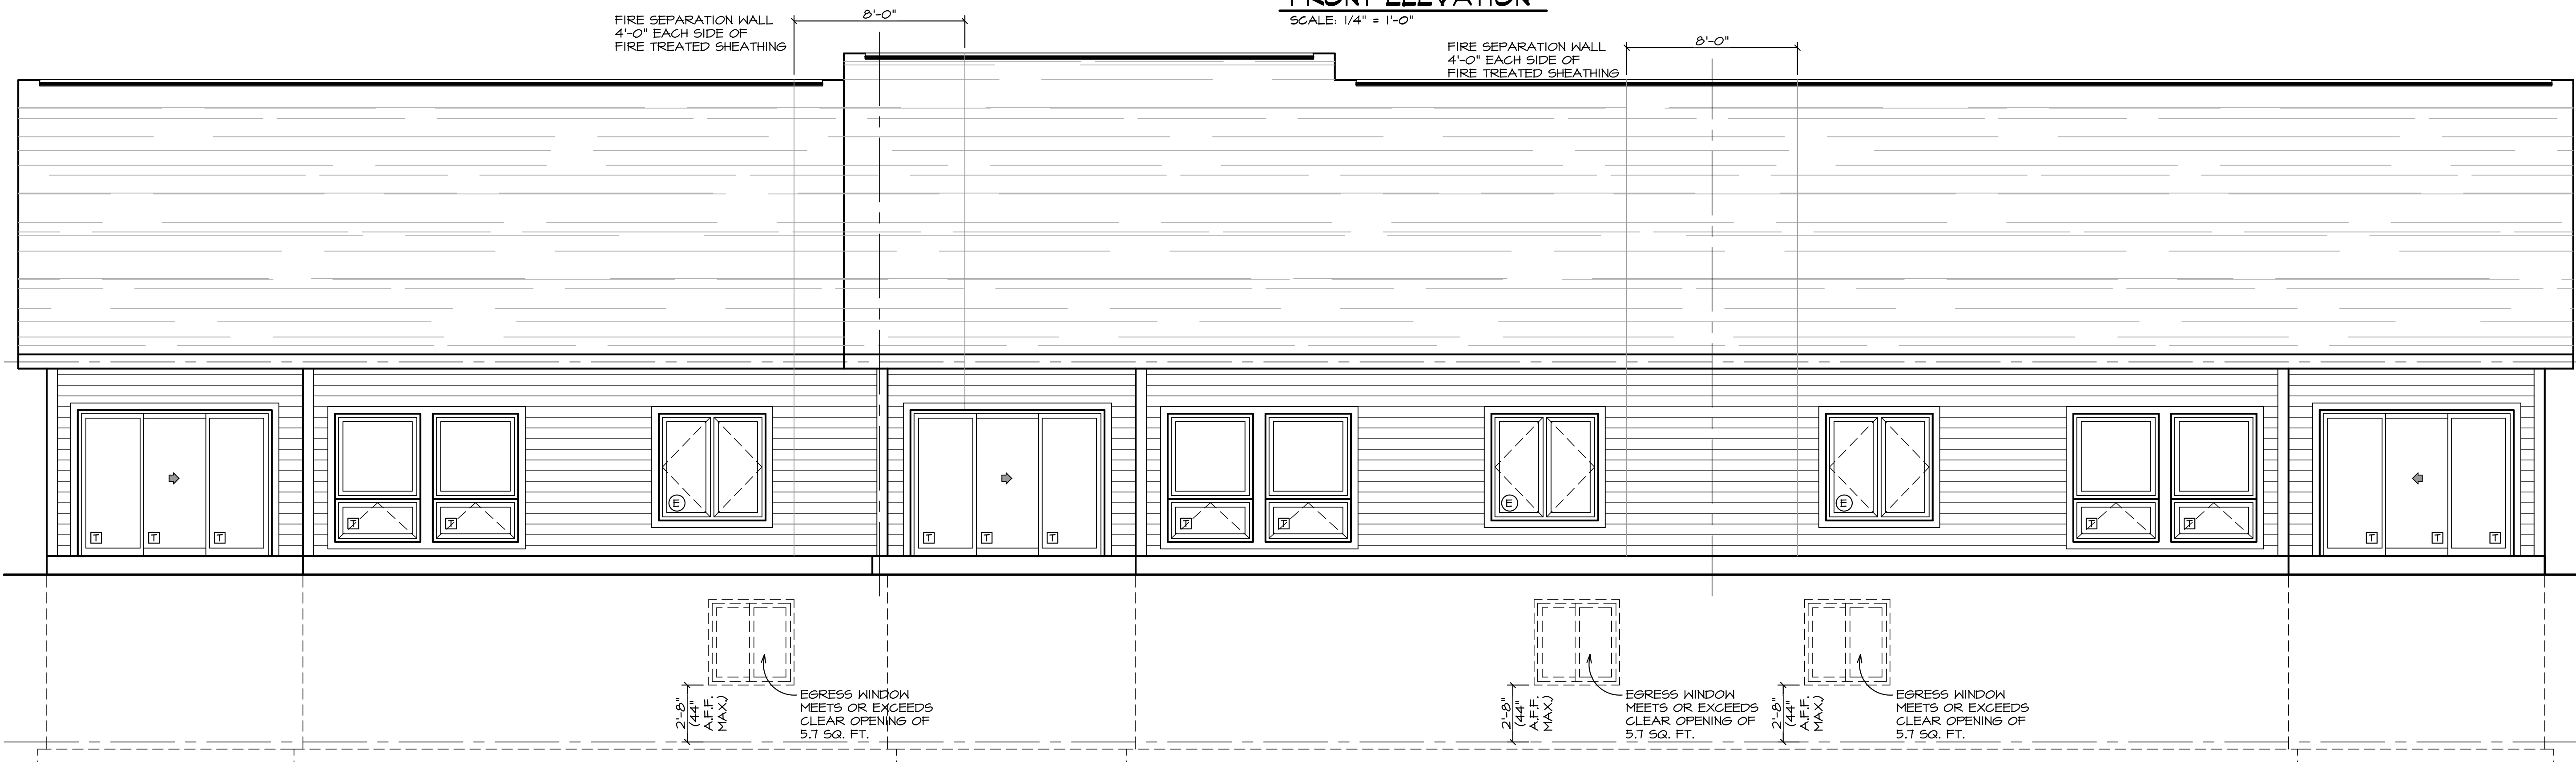 FRONT ELEVATION
SCALE: 1/4" = 1'-0"
FIRE SEPARATION WALL
4'-0" EACH SIDE OF
FIRE TREATED SHEATHING
8'-0"
FIRE SEPARATION WALL
4'-0" EACH SIDE OF
FIRE TREATED SHEATHING
8'-0"
E
E
E
T
T
T
T
T
T
T
T
T
2'-8"
(44"
A.F.F.
MAX.)
EGRESS WINDOW
MEETS OR EXCEEDS
CLEAR OPENING OF
5.7 SQ. FT.
2'-8"
(44"
A.F.F.
MAX.)
EGRESS WINDOW
MEETS OR EXCEEDS
CLEAR OPENING OF
5.7 SQ. FT.
2'-8"
(44"
A.F.F.
MAX.)
EGRESS WINDOW
MEETS OR EXCEEDS
CLEAR OPENING OF
5.7 SQ. FT.